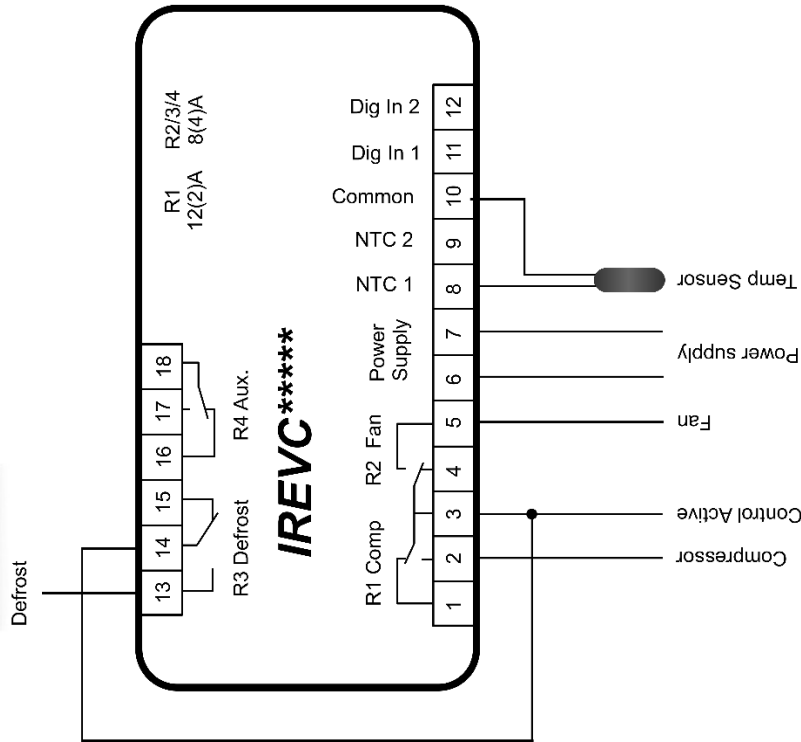 R1
12(2)A
R2/3/4
8(4)A
Dig In 2
12
Dig In 1
11
Common
10
NTC 2
9
NTC 1
8
Temp Sensor
Power
Supply
7
6
Power supply
R2 Fan
5
Fan
4
3
Control Active
R1 Comp
2
Compressor
1
IREVC*****
18
17
R4 Aux.
16
15
14
R3 Defrost
13
Defrost